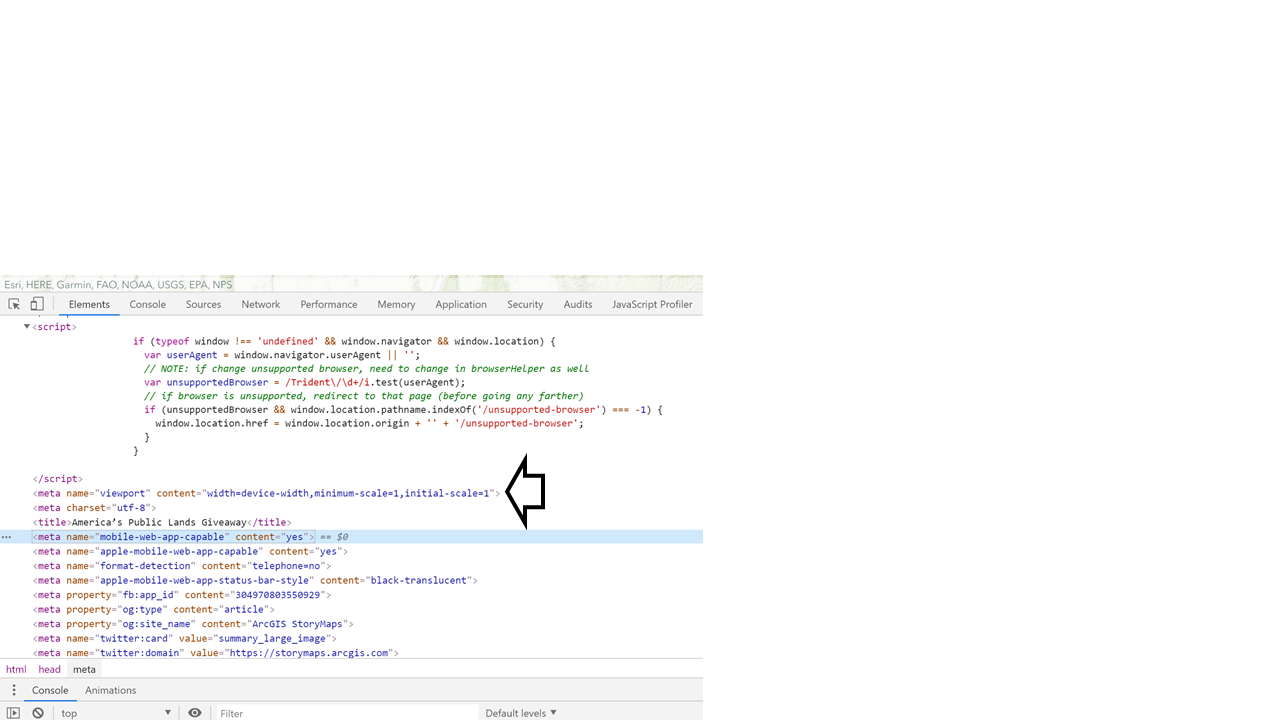 Esri, HERE, Garmin, FAO, NOAA, USGS, EPA, NPS
Elements Console Sources Network Performance Memory Application Security Audits JavaScript Profiler
<script>
if (typeof window !== 'undefined' && window.navigator && window.location) {
var userAgent = window.navigator.userAgent || '';
// NOTE: if change unsupported browser, need to change in browserHelper as well
var unsupportedBrowser = /Trident\/\d+/i.test(userAgent);
// if browser is unsupported, redirect to that page (before going any farther)
if (unsupportedBrowser && window.location.pathname.indexOf('/unsupported-browser') === -1) {
window.location.href = window.location.origin + '' + '/unsupported-browser';
}
}
</script>
<meta name="viewport" content="width=device-width,minimum-scale=1,initial-scale=1">
<meta charset="utf-8">
<title>America's Public Lands Giveaway</title>
<meta name="mobile-web-app-capable" content="yes"> == $0
<meta name="apple-mobile-web-app-capable" content="yes">
<meta name="format-detection" content="telephone=no">
<meta name="apple-mobile-web-app-status-bar-style" content="black-translucent">
<meta property="fb:app_id" content="304970803550929">
<meta property="og:type" content="article">
<meta property="og:site_name" content="ArcGIS StoryMaps">
<meta name="twitter:card" value="summary_large_image">
<meta name="twitter:domain" value="https://storymaps.arcgis.com">
html head meta
Console Animations
top Filter Default levels